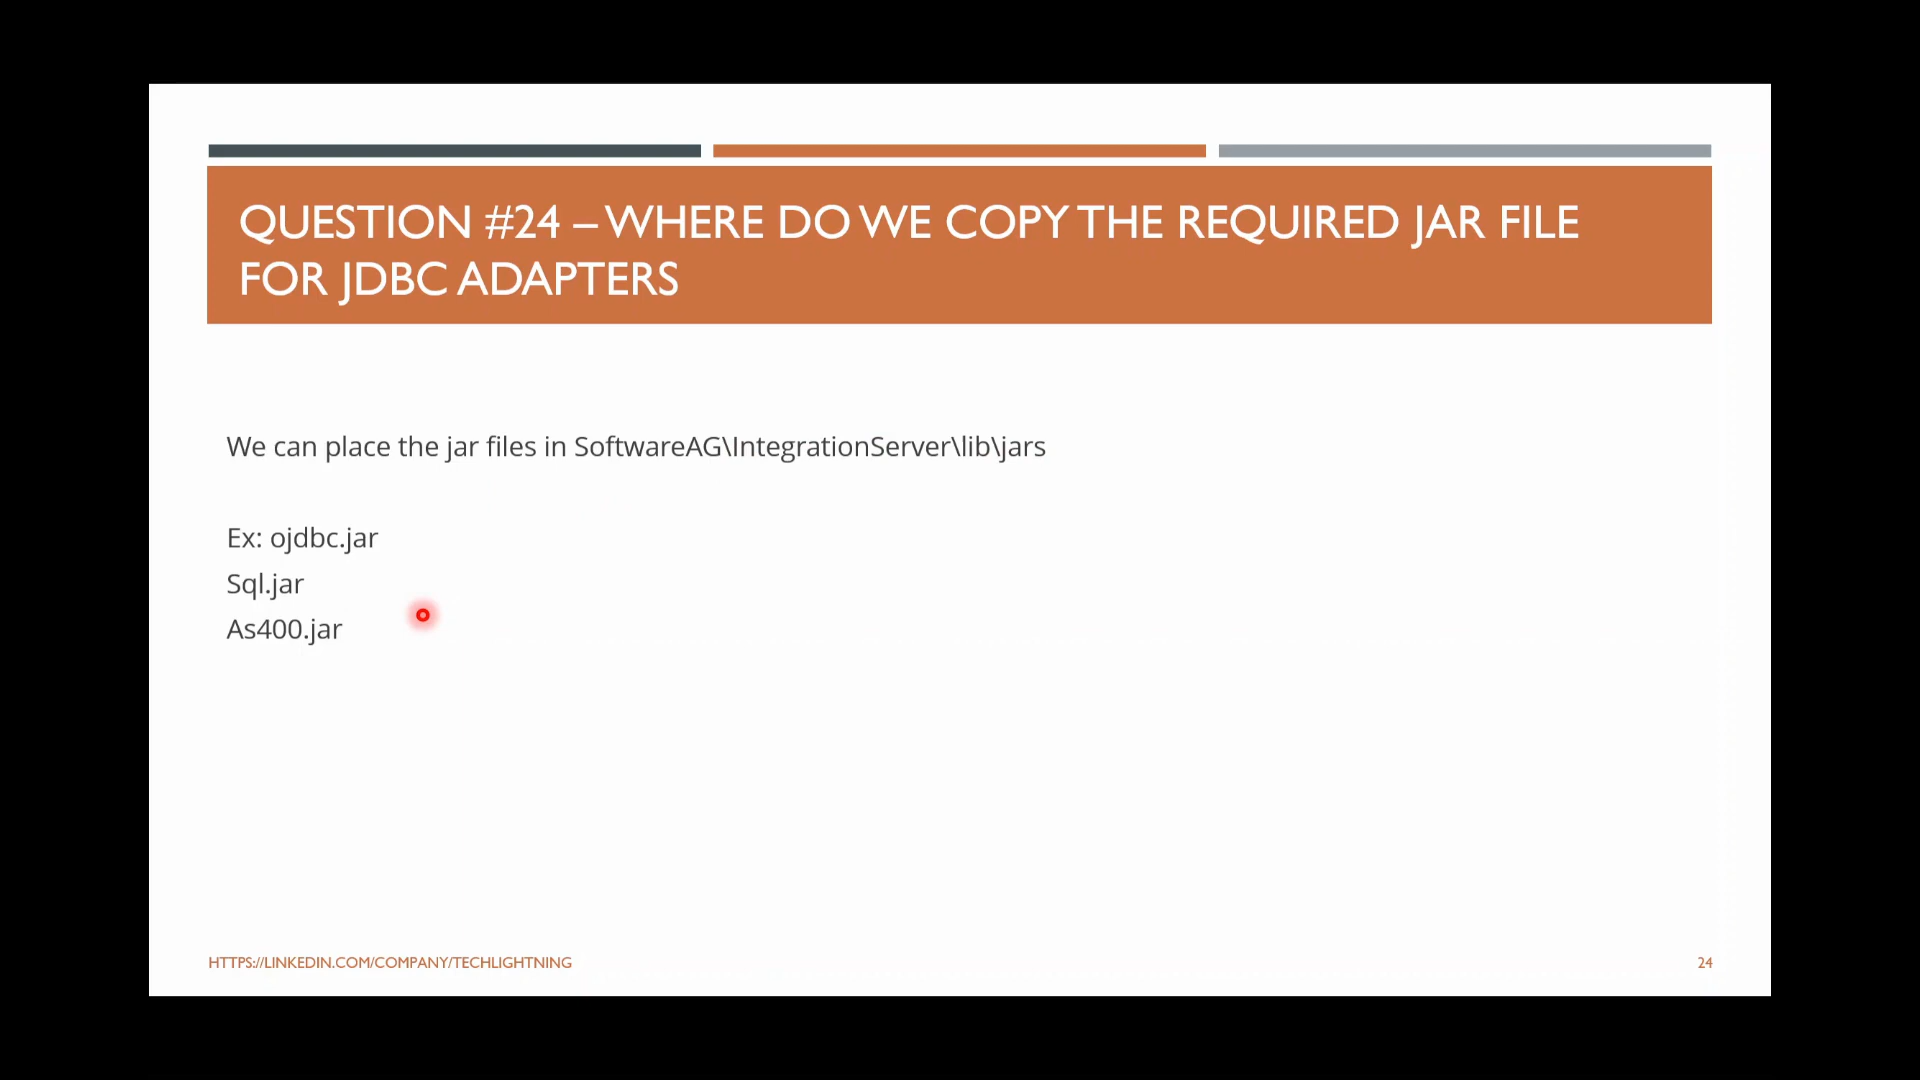 QUESTION #24 – WHERE DO WE COPY THE REQUIRED JAR FILE
FOR JDBC ADAPTERS
We can place the jar files in SoftwareAG\IntegrationServer\lib\jars
Ex: ojdbc.jar
Sql.jar
As400.jar
HTTPS://LINKEDIN.COM/COMPANY/TECHLIGHTNING
24